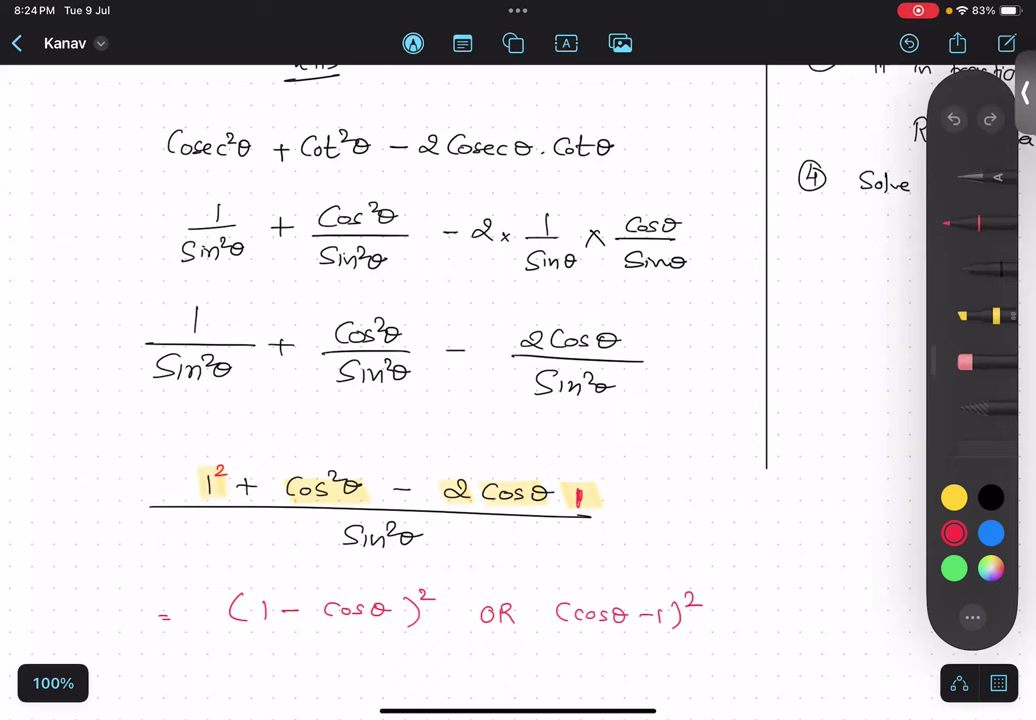 8:24 PM Tue 9 Jul
83%
Kanav
Cosec²θ + Cot²θ − 2 Cosecθ . Cotθ
1/Sin²θ + Cos²θ/Sin²θ − 2 × 1/Sinθ × Cosθ/Sinθ
1/Sin²θ + Cos²θ/Sin²θ − 2Cosθ/Sin²θ
1² + Cos²θ − 2 Cosθ 1
Sin²θ
= (1 − cosθ)² OR (cosθ −1)²
④ Solve
100%